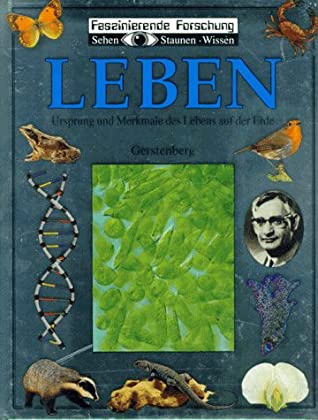 Faszinierende Forschung
Sehen Staunen · Wissen
LEBEN
Ursprung und Merkmale des Lebens auf der Erde
Gerstenberg